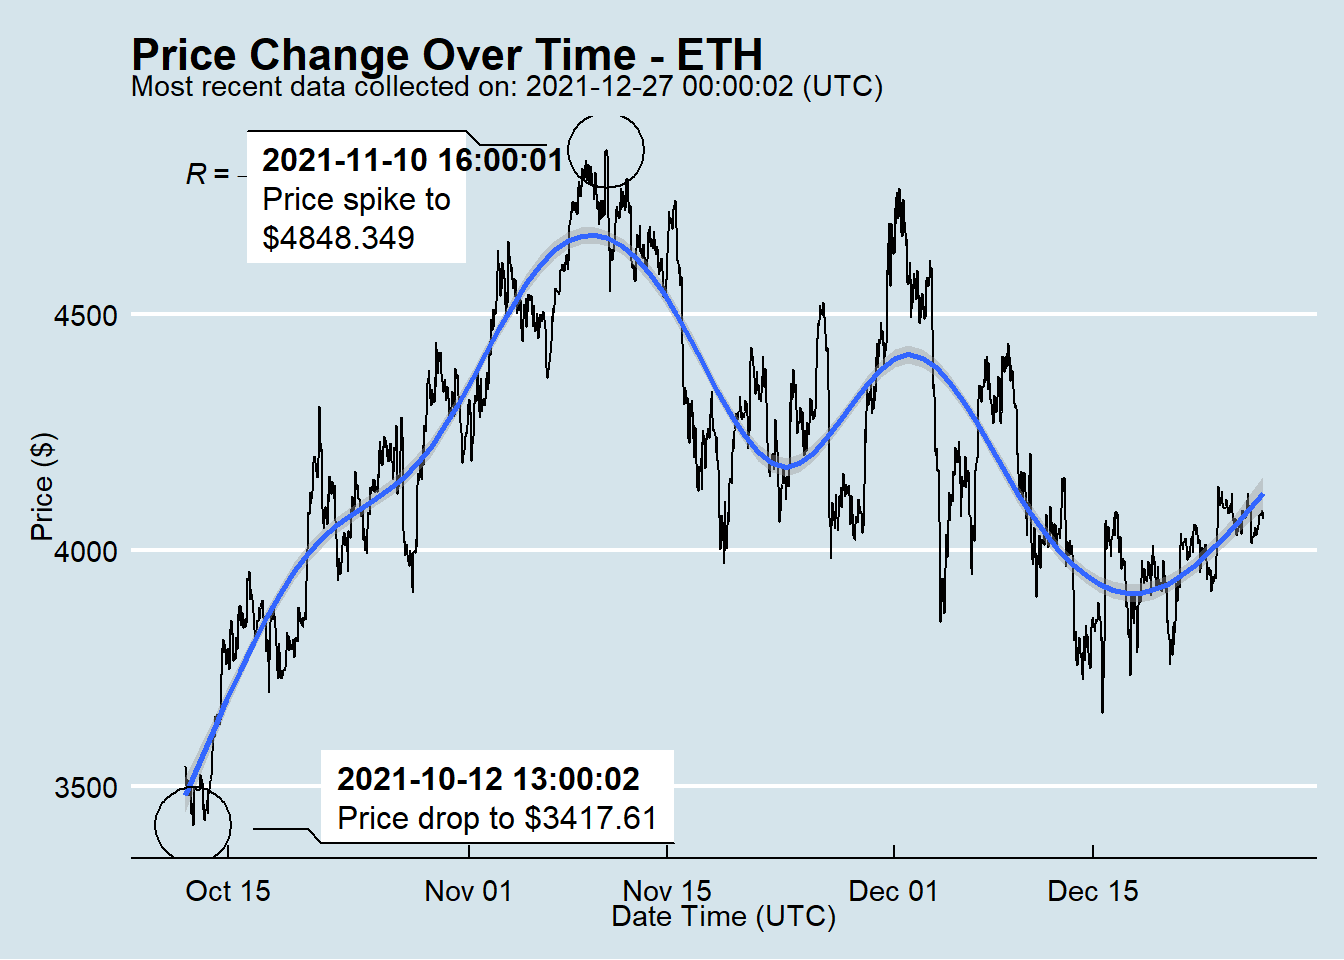 Price Change Over Time - ETH
Most recent data collected on: 2021-12-27 00:00:02 (UTC)
2021-11-10 16:00:01
R = -
Price spike to
$4848.349
4500
Price ($)
4000
2021-10-12 13:00:02
3500
Price drop to $3417.61
Oct 15 Nov 01 Nov 15 Dec 01 Dec 15
Date Time (UTC)